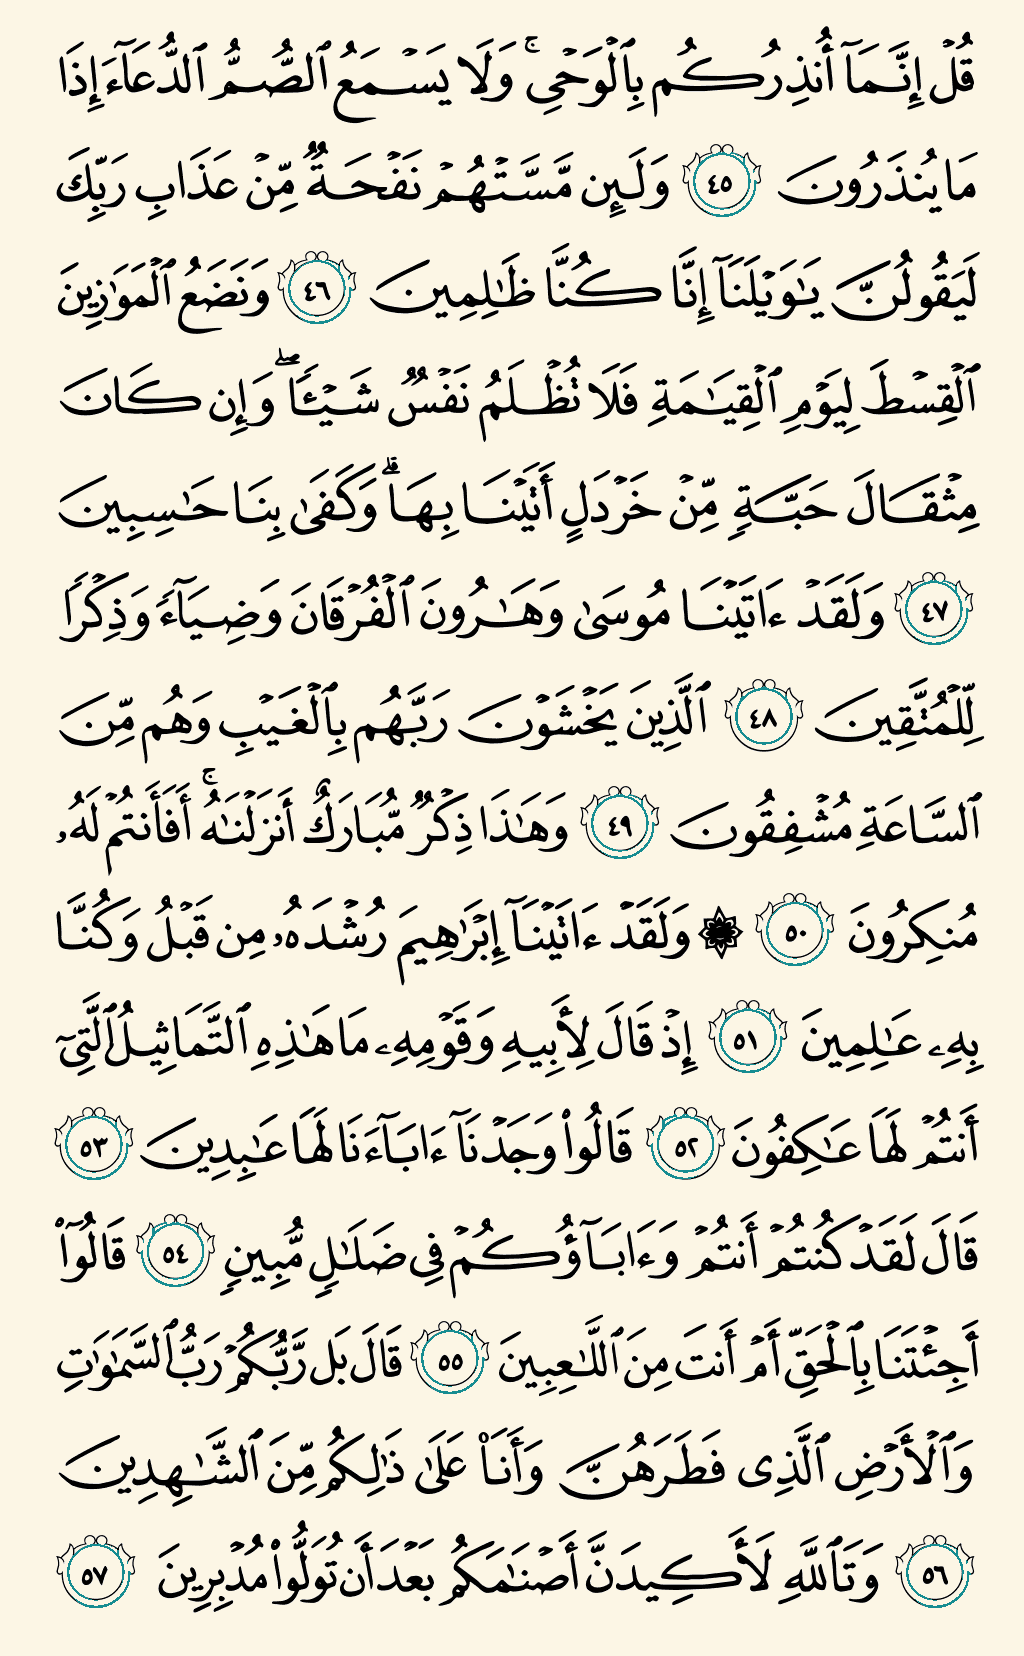 قُلْ إِنَّمَآ أُنذِرُكُم بِٱلْوَحْىِ ۚ وَلَا يَسْمَعُ ٱلصُّمُّ ٱلدُّعَآءَ إِذَا
مَا يُنذَرُونَ ٤٥ وَلَئِن مَّسَّتْهُمْ نَفْحَةٌ مِّنْ عَذَابِ رَبِّكَ
لَيَقُولُنَّ يَـٰوَيْلَنَآ إِنَّا كُنَّا ظَـٰلِمِينَ ٤٦ وَنَضَعُ ٱلْمَوَٰزِينَ
ٱلْقِسْطَ لِيَوْمِ ٱلْقِيَـٰمَةِ فَلَا تُظْلَمُ نَفْسٌ شَيْـًٔا ۖ وَإِن كَانَ
مِثْقَالَ حَبَّةٍ مِّنْ خَرْدَلٍ أَتَيْنَا بِهَا ۗ وَكَفَىٰ بِنَا حَـٰسِبِينَ
٤٧ وَلَقَدْ ءَاتَيْنَا مُوسَىٰ وَهَـٰرُونَ ٱلْفُرْقَانَ وَضِيَآءً وَذِكْرًا
لِّلْمُتَّقِينَ ٤٨ ٱلَّذِينَ يَخْشَوْنَ رَبَّهُم بِٱلْغَيْبِ وَهُم مِّنَ
ٱلسَّاعَةِ مُشْفِقُونَ ٤٩ وَهَـٰذَا ذِكْرٌ مُّبَارَكٌ أَنزَلْنَـٰهُ ۚ أَفَأَنتُمْ لَهُۥ
مُنكِرُونَ ٥٠ ۞ وَلَقَدْ ءَاتَيْنَآ إِبْرَٰهِيمَ رُشْدَهُۥ مِن قَبْلُ وَكُنَّا
بِهِۦ عَـٰلِمِينَ ٥١ إِذْ قَالَ لِأَبِيهِ وَقَوْمِهِۦ مَا هَـٰذِهِ ٱلتَّمَاثِيلُ ٱلَّتِىٓ
أَنتُمْ لَهَا عَـٰكِفُونَ ٥٢ قَالُوا۟ وَجَدْنَآ ءَابَآءَنَا لَهَا عَـٰبِدِينَ ٥٣
قَالَ لَقَدْ كُنتُمْ أَنتُمْ وَءَابَآؤُكُمْ فِى ضَلَـٰلٍ مُّبِينٍ ٥٤ قَالُوٓا۟
أَجِئْتَنَا بِٱلْحَقِّ أَمْ أَنتَ مِنَ ٱللَّـٰعِبِينَ ٥٥ قَالَ بَل رَّبُّكُمْ رَبُّ ٱلسَّمَـٰوَٰتِ
وَٱلْأَرْضِ ٱلَّذِى فَطَرَهُنَّ وَأَنَا۠ عَلَىٰ ذَٰلِكُم مِّنَ ٱلشَّـٰهِدِينَ
٥٦ وَتَٱللَّهِ لَأَكِيدَنَّ أَصْنَـٰمَكُم بَعْدَ أَن تُوَلُّوا۟ مُدْبِرِينَ ٥٧